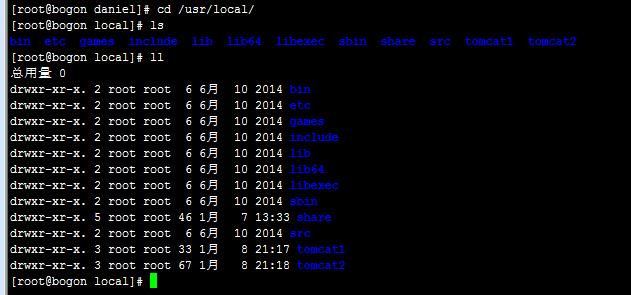 [root@bogon daniel]# cd /usr/local/
[root@bogon local]# ls
bin etc games include lib lib64 libexec sbin share src tomcat1 tomcat2
[root@bogon local]# ll
总用量 0
drwxr-xr-x. 2 root root 6 6月 10 2014 bin
drwxr-xr-x. 2 root root 6 6月 10 2014 etc
drwxr-xr-x. 2 root root 6 6月 10 2014 games
drwxr-xr-x. 2 root root 6 6月 10 2014 include
drwxr-xr-x. 2 root root 6 6月 10 2014 lib
drwxr-xr-x. 2 root root 6 6月 10 2014 lib64
drwxr-xr-x. 2 root root 6 6月 10 2014 libexec
drwxr-xr-x. 2 root root 6 6月 10 2014 sbin
drwxr-xr-x. 5 root root 46 1月 7 13:33 share
drwxr-xr-x. 2 root root 6 6月 10 2014 src
drwxr-xr-x. 3 root root 33 1月 8 21:17 tomcat1
drwxr-xr-x. 3 root root 67 1月 8 21:18 tomcat2
[root@bogon local]#